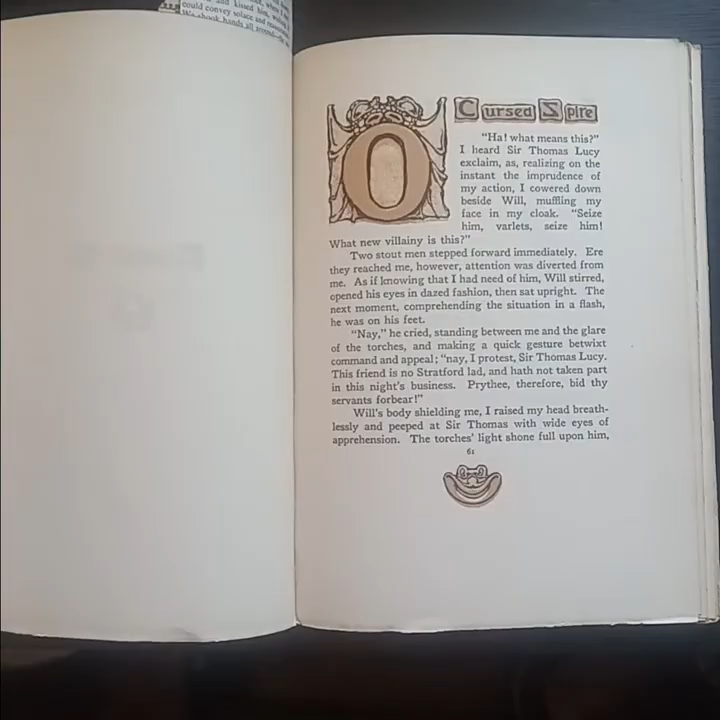 and kissed him,
could convey solace and
We shook hands all around
O Cursed Spite
"Ha! what means this?"
I heard Sir Thomas Lucy
exclaim, as, realizing on the
instant the imprudence of
my action, I cowered down
beside Will, muffling my
face in my cloak. "Seize
him, varlets, seize him!
What new villainy is this?"
Two stout men stepped forward immediately. Ere
they reached me, however, attention was diverted from
me. As if knowing that I had need of him, Will stirred,
opened his eyes in dazed fashion, then sat upright. The
next moment, comprehending the situation in a flash,
he was on his feet.
"Nay," he cried, standing between me and the glare
of the torches, and making a quick gesture betwixt
command and appeal; "nay, I protest, Sir Thomas Lucy.
This friend is no Stratford lad, and hath not taken part
in this night's business. Prythee, therefore, bid thy
servants forbear!"
Will's body shielding me, I raised my head breath-
lessly and peeped at Sir Thomas with wide eyes of
apprehension. The torches' light shone full upon him,
61